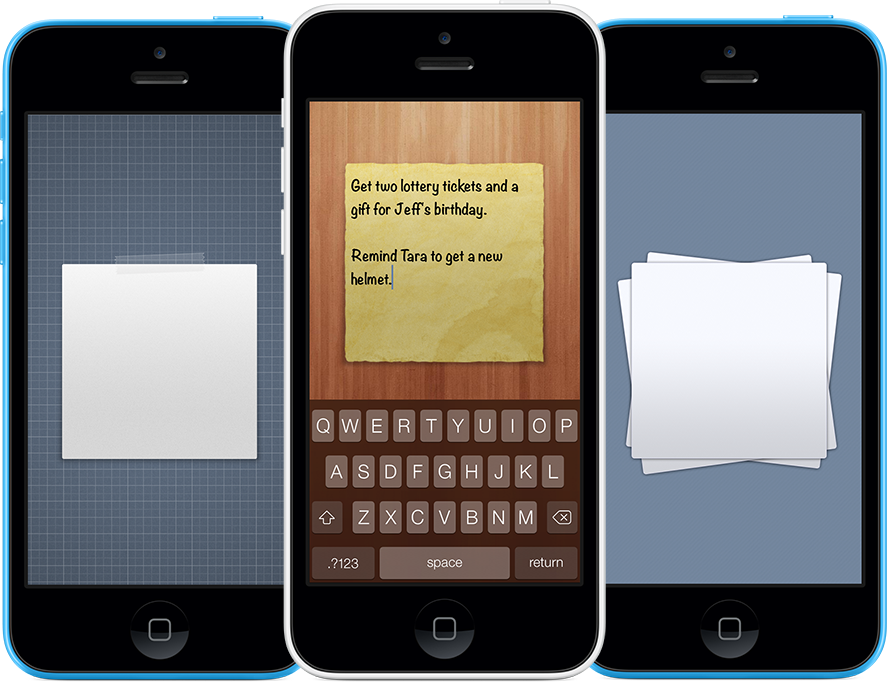 Get two lottery tickets and a
gift for Jeff's birthday.
Remind Tara to get a new
helmet.
Q W E R T Y U I O P
A S D F G H J K L
Z X C V B N M
.?123 space return